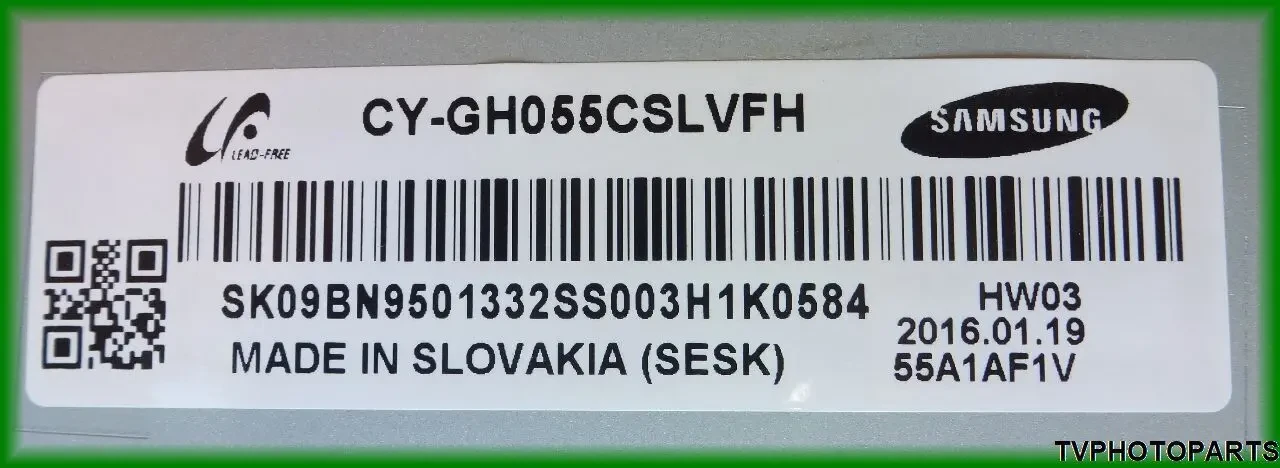 LEAD-FREE
CY-GH055CSLVFH
SAMSUNG
SK09BN9501332SS003H1K0584
HW03
2016.01.19
MADE IN SLOVAKIA (SESK)
55A1AF1V
TVPHOTOPARTS